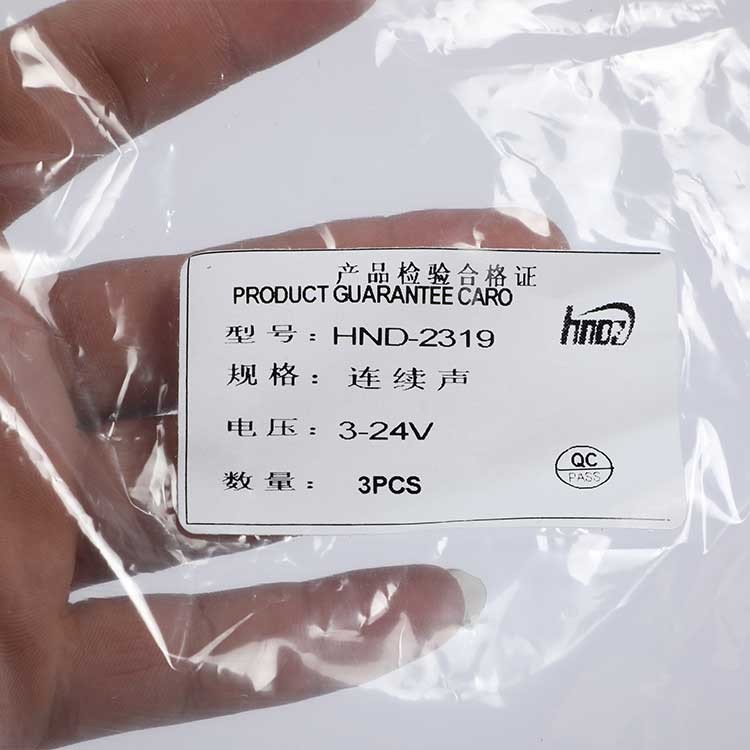 产品检验合格证
PRODUCT GUARANTEE CARO
hndz
型号：HND-2319
规格：连续声
电压：3-24V
数量：3PCS
QC
PASS